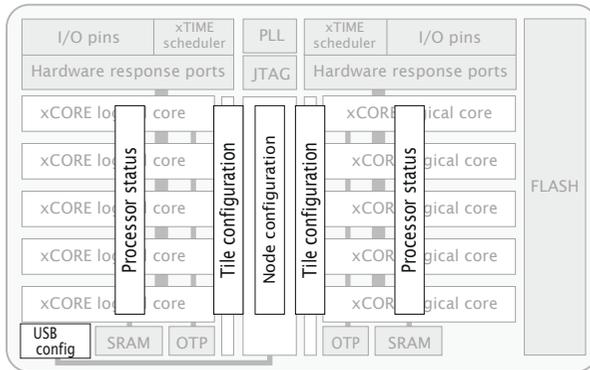 I/O pins
xTIME
scheduler
PLL
xTIME
scheduler
I/O pins
Hardware response ports
JTAG
Hardware response ports
FLASH
xCORE lo
core
xCORE
ical core
xCORE lo
core
xCOR
gical core
xCORE lo
core
xCOR
gical core
xCORE lo
core
xCOR
gical core
xCORE lo
core
xCOR
gical core
Processor status
Tile configuration
Node configuration
Tile configuration
Processor status
USB
config
SRAM
OTP
OTP
SRAM